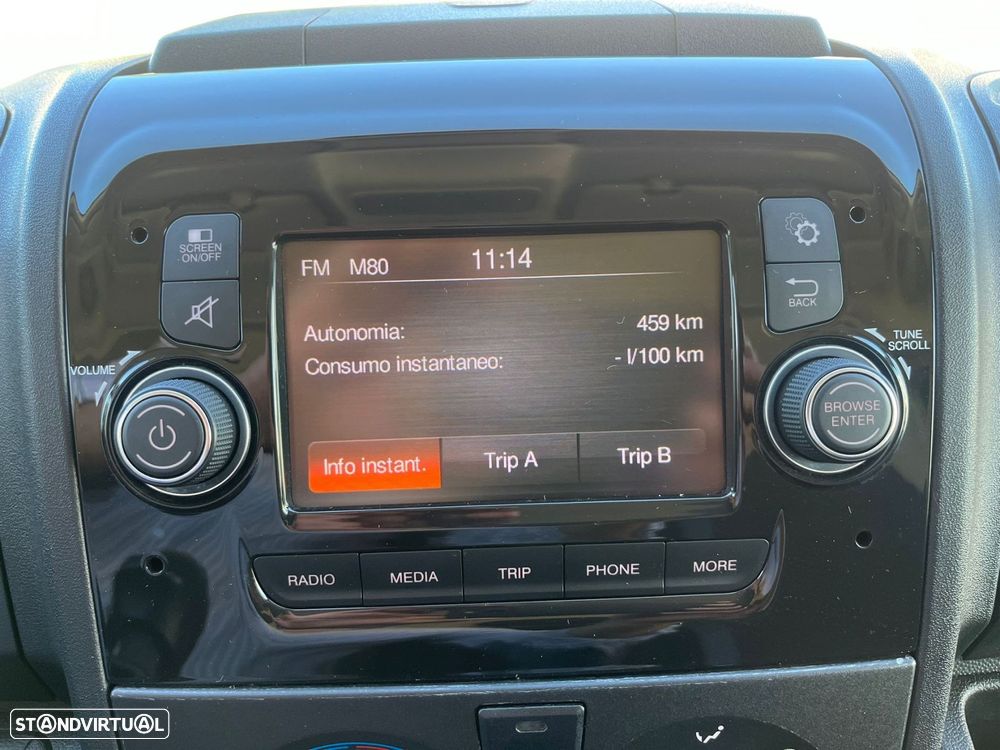 SCREEN
ON/OFF
FM M80 11:14
Autonomia: 459 km
Consumo instantaneo: - l/100 km
Info instant. Trip A Trip B
BACK
VOLUME
TUNE
SCROLL
BROWSE
ENTER
RADIO MEDIA TRIP PHONE MORE
STANDVIRTUAL